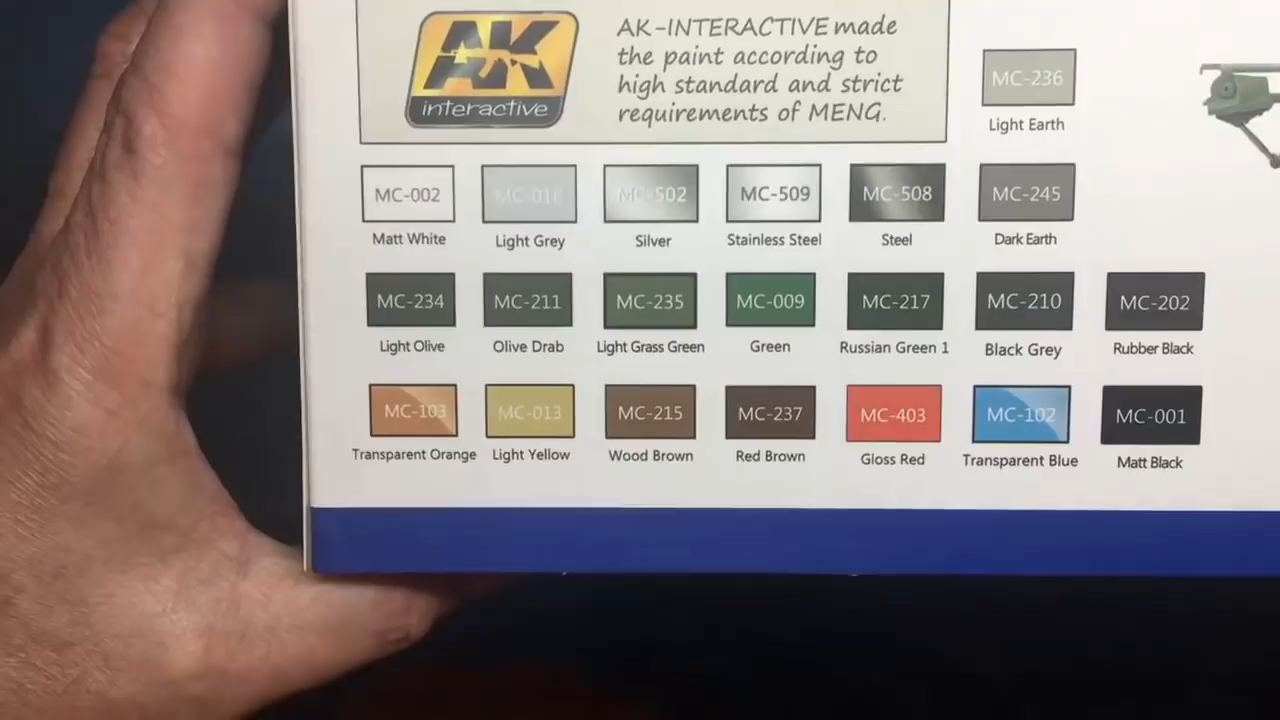 AK
interactive
AK-INTERACTIVE made
the paint according to
high standard and strict
requirements of MENG.
MC-236
Light Earth
MC-002
MC-502
MC-509
MC-508
MC-245
Matt White
Light Grey
Silver
Stainless Steel
Steel
Dark Earth
MC-234
MC-211
MC-235
MC-009
MC-217
MC-210
MC-202
Light Olive
Olive Drab
Light Grass Green
Green
Russian Green 1
Black Grey
Rubber Black
MC-103
MC-013
MC-215
MC-237
MC-403
MC-102
MC-001
Transparent Orange
Light Yellow
Wood Brown
Red Brown
Gloss Red
Transparent Blue
Matt Black